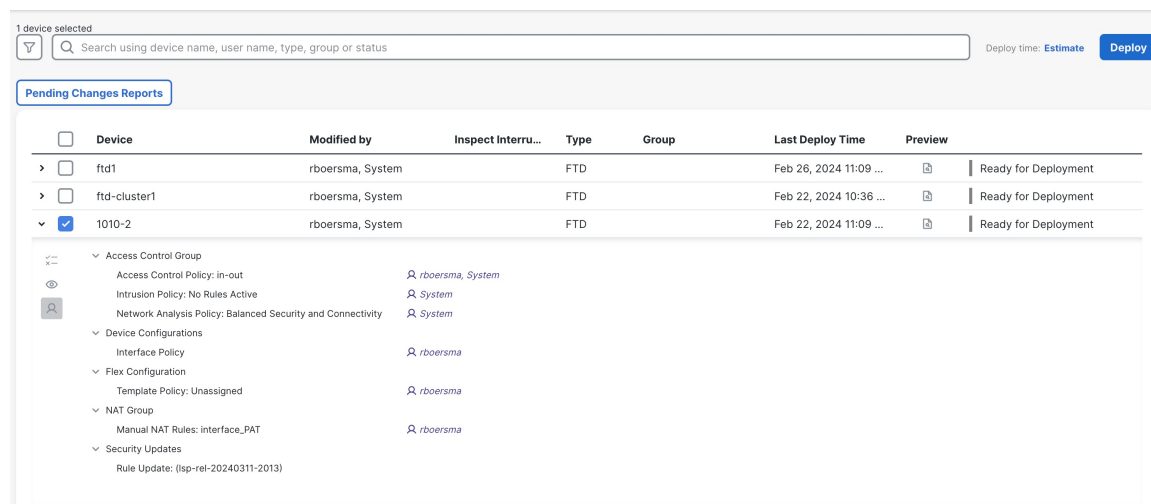 1 device selected
Search using device name, user name, type, group or status
Deploy time: Estimate
Deploy
Pending Changes Reports
Device Modified by Inspect Interru... Type Group Last Deploy Time Preview
ftd1 rboersma, System FTD Feb 26, 2024 11:09 ... Ready for Deployment
ftd-cluster1 rboersma, System FTD Feb 22, 2024 10:36 ... Ready for Deployment
1010-2 rboersma, System FTD Feb 22, 2024 11:09 ... Ready for Deployment
Access Control Group
Access Control Policy: in-out rboersma, System
Intrusion Policy: No Rules Active System
Network Analysis Policy: Balanced Security and Connectivity System
Device Configurations
Interface Policy rboersma
Flex Configuration
Template Policy: Unassigned rboersma
NAT Group
Manual NAT Rules: interface_PAT rboersma
Security Updates
Rule Update: (lsp-rel-20240311-2013)